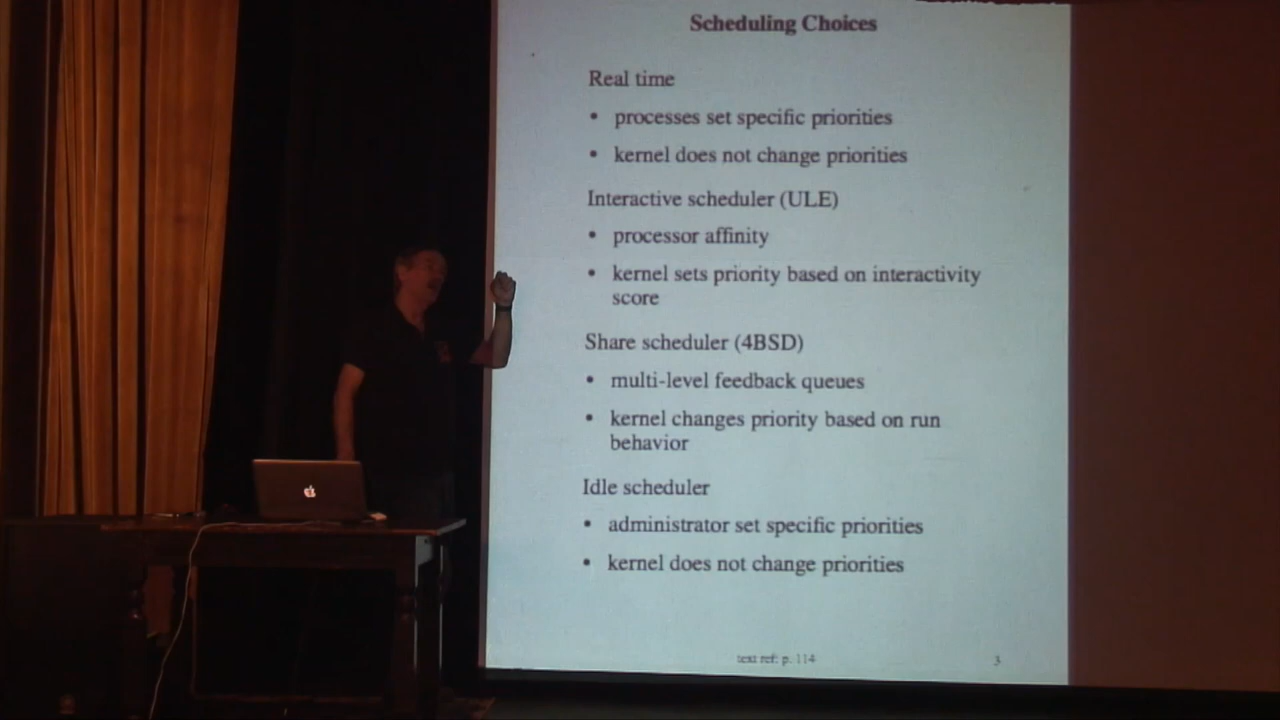 Scheduling Choices
Real time
• processes set specific priorities
• kernel does not change priorities
Interactive scheduler (ULE)
• processor affinity
• kernel sets priority based on interactivity
score
Share scheduler (4BSD)
• multi-level feedback queues
• kernel changes priority based on run
behavior
Idle scheduler
• administrator set specific priorities
• kernel does not change priorities
text ref: p. 114
3